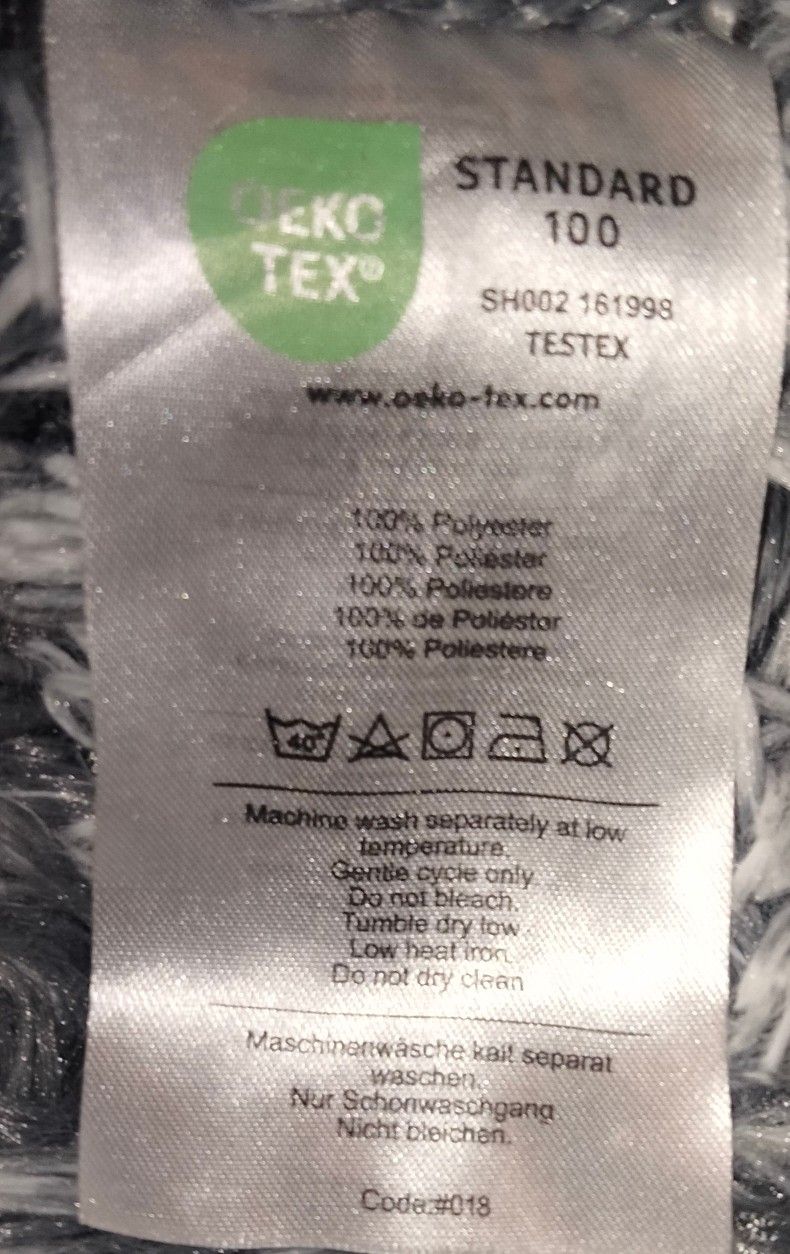 OEKO
TEX®
STANDARD
100
SH002 161998
TESTEX
www.oeko-tex.com
100% Polyester
100% Poliéster
100% Poliestere
100% de Poliéster
100% Poliestere
40°
Machine wash separately at low
temperature.
Gentle cycle only.
Do not bleach.
Tumble dry low.
Low heat iron.
Do not dry clean
Maschinenwäsche kalt separat
waschen.
Nur Schonwaschgang.
Nicht bleichen.
Code:#018